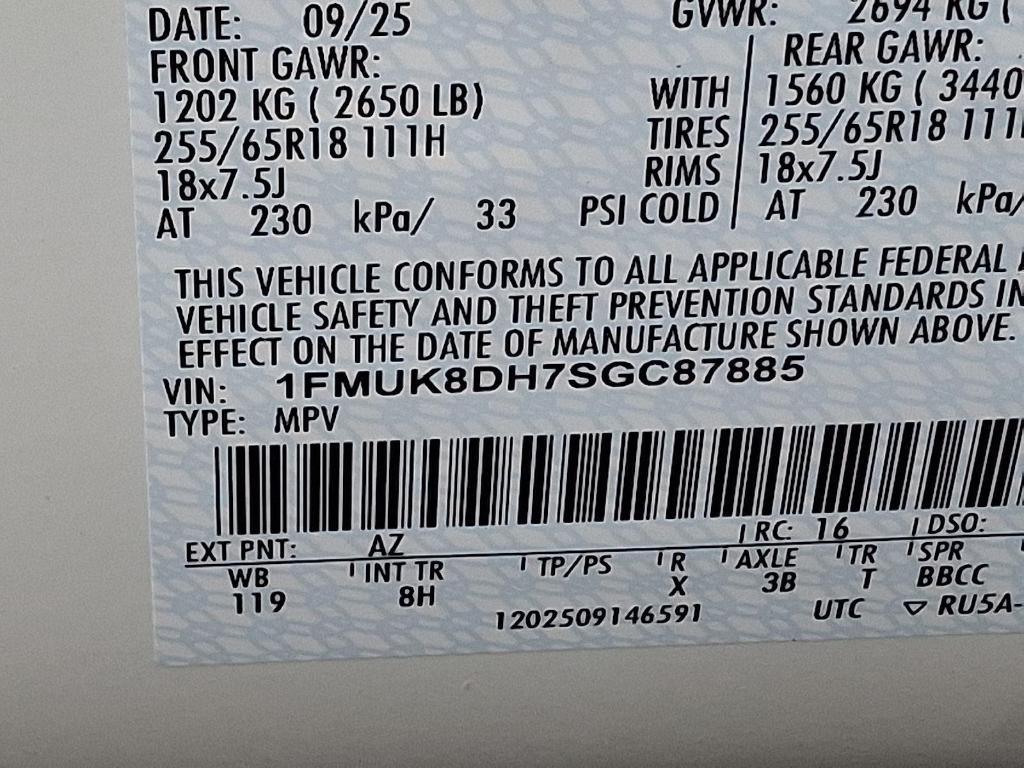 DATE: 09/25 GVWR: 2694 KG (
FRONT GAWR: REAR GAWR:
1202 KG ( 2650 LB) WITH 1560 KG ( 3440
255/65R18 111H TIRES 255/65R18 111H
18x7.5J RIMS 18x7.5J
AT 230 kPa/ 33 PSI COLD AT 230 kPa/
THIS VEHICLE CONFORMS TO ALL APPLICABLE FEDERAL
VEHICLE SAFETY AND THEFT PREVENTION STANDARDS IN
EFFECT ON THE DATE OF MANUFACTURE SHOWN ABOVE.
VIN: 1FMUK8DH7SGC87885
TYPE: MPV
EXT PNT: AZ RC: 16 DSO:
WB INT TR TP/PS R AXLE TR SPR
119 8H X 3B T BBCC
1202509146591 UTC ▽ RU5A-